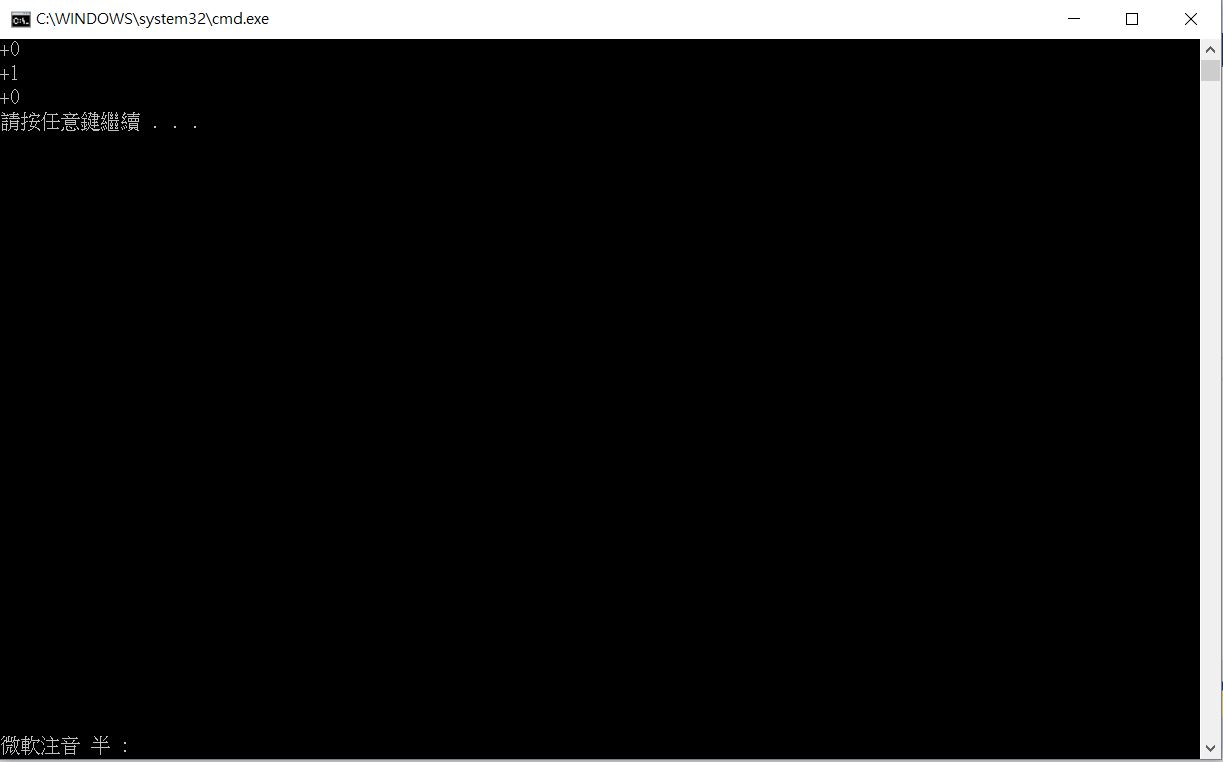 C:\WINDOWS\system32\cmd.exe
+0
+1
+0
請按任意鍵繼續 . . .
微軟注音 半 :